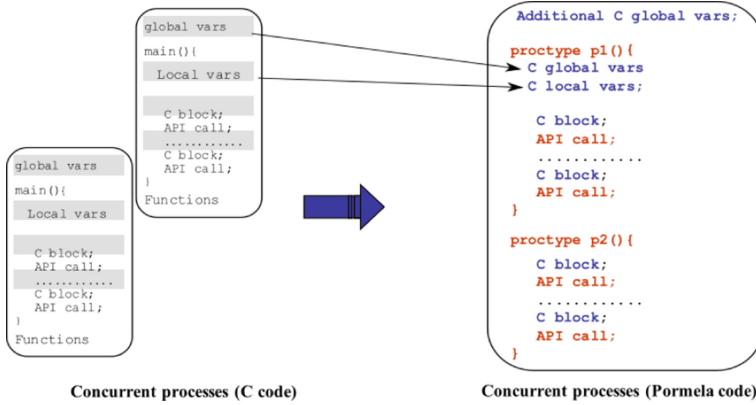 global vars
main(){
Local vars
C block;
API call;
............
C block;
API call;
}
Functions
global vars
main(){
Local vars
C block;
API call;
............
C block;
API call;
}
Functions
Concurrent processes (C code)
Additional C global vars;
proctype p1(){
C global vars
C local vars;
C block;
API call;
............
C block;
API call;
}
proctype p2(){
C block;
API call;
............
C block;
API call;
}
Concurrent processes (Pormela code)